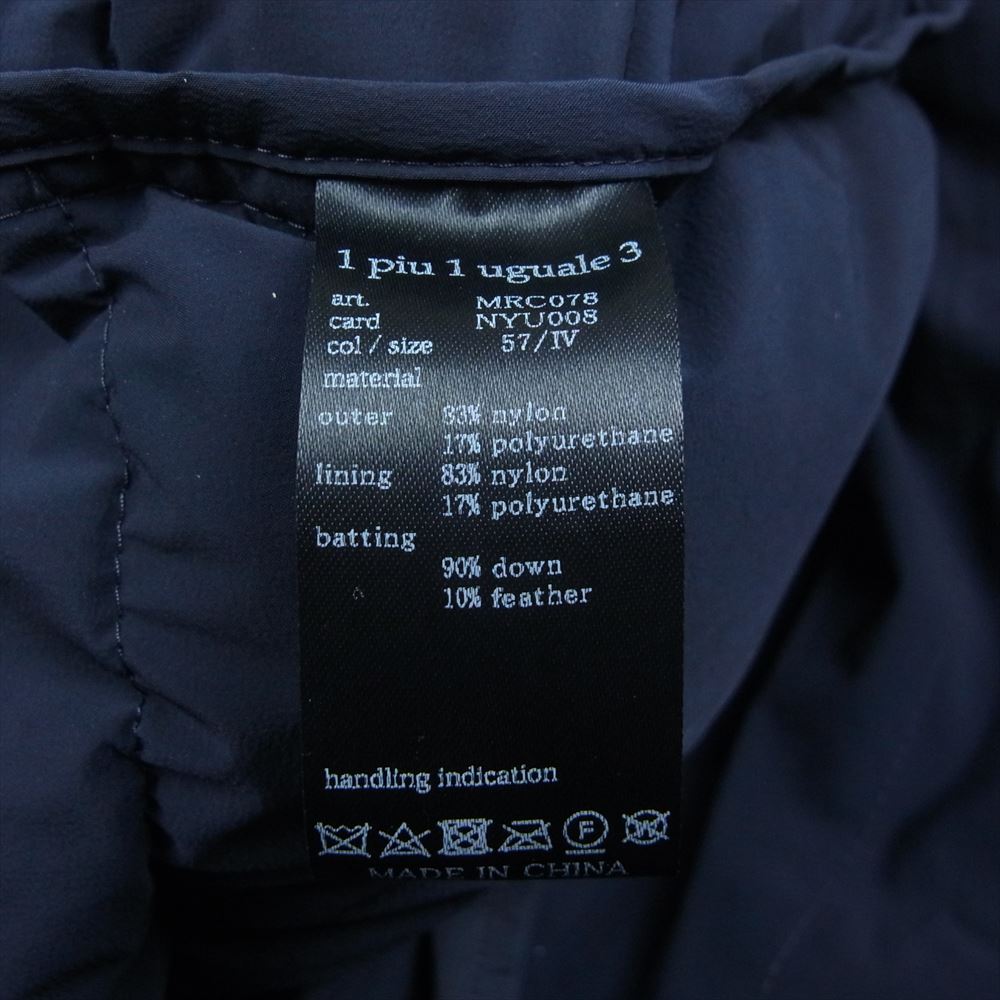 1 piu 1 uguale 3
art. MRC078
card NYU008
col / size 57/IV
material
outer 83% nylon
17% polyurethane
lining 83% nylon
17% polyurethane
batting
90% down
10% feather
handling indication
F W
MADE IN CHINA